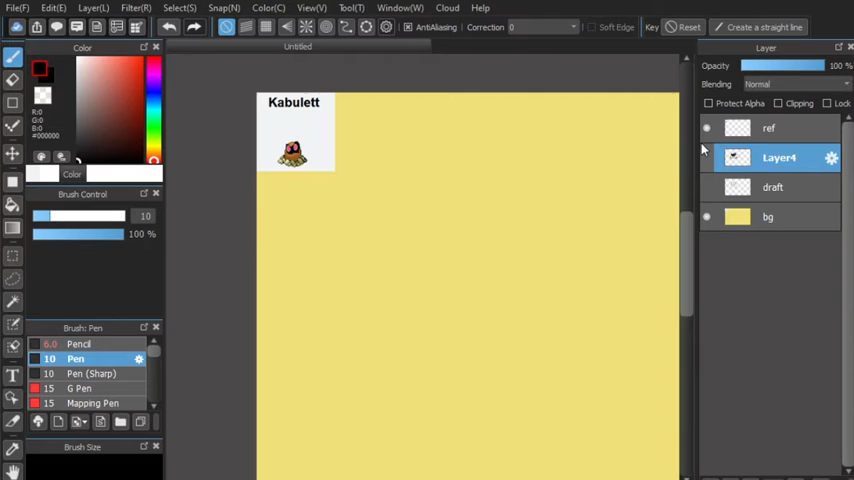 File(F) Edit(E) Layer(L) Filter(R) Select(S) Snap(N) Color(C) View(V) Tool(T) Window(W) Cloud Help
AntiAliasing Correction 0 Soft Edge Key Reset Create a straight line
Untitled
Color
R:0
G:0
B:0
#000000
Color
Brush Control
10
100 %
Brush: Pen
6.0 Pencil
10 Pen
10 Pen (Sharp)
15 G Pen
15 Mapping Pen
Brush Size
T
Kabulett
Layer
Opacity 100 %
Blending Normal
Protect Alpha Clipping Lock
ref
Layer4
draft
bg